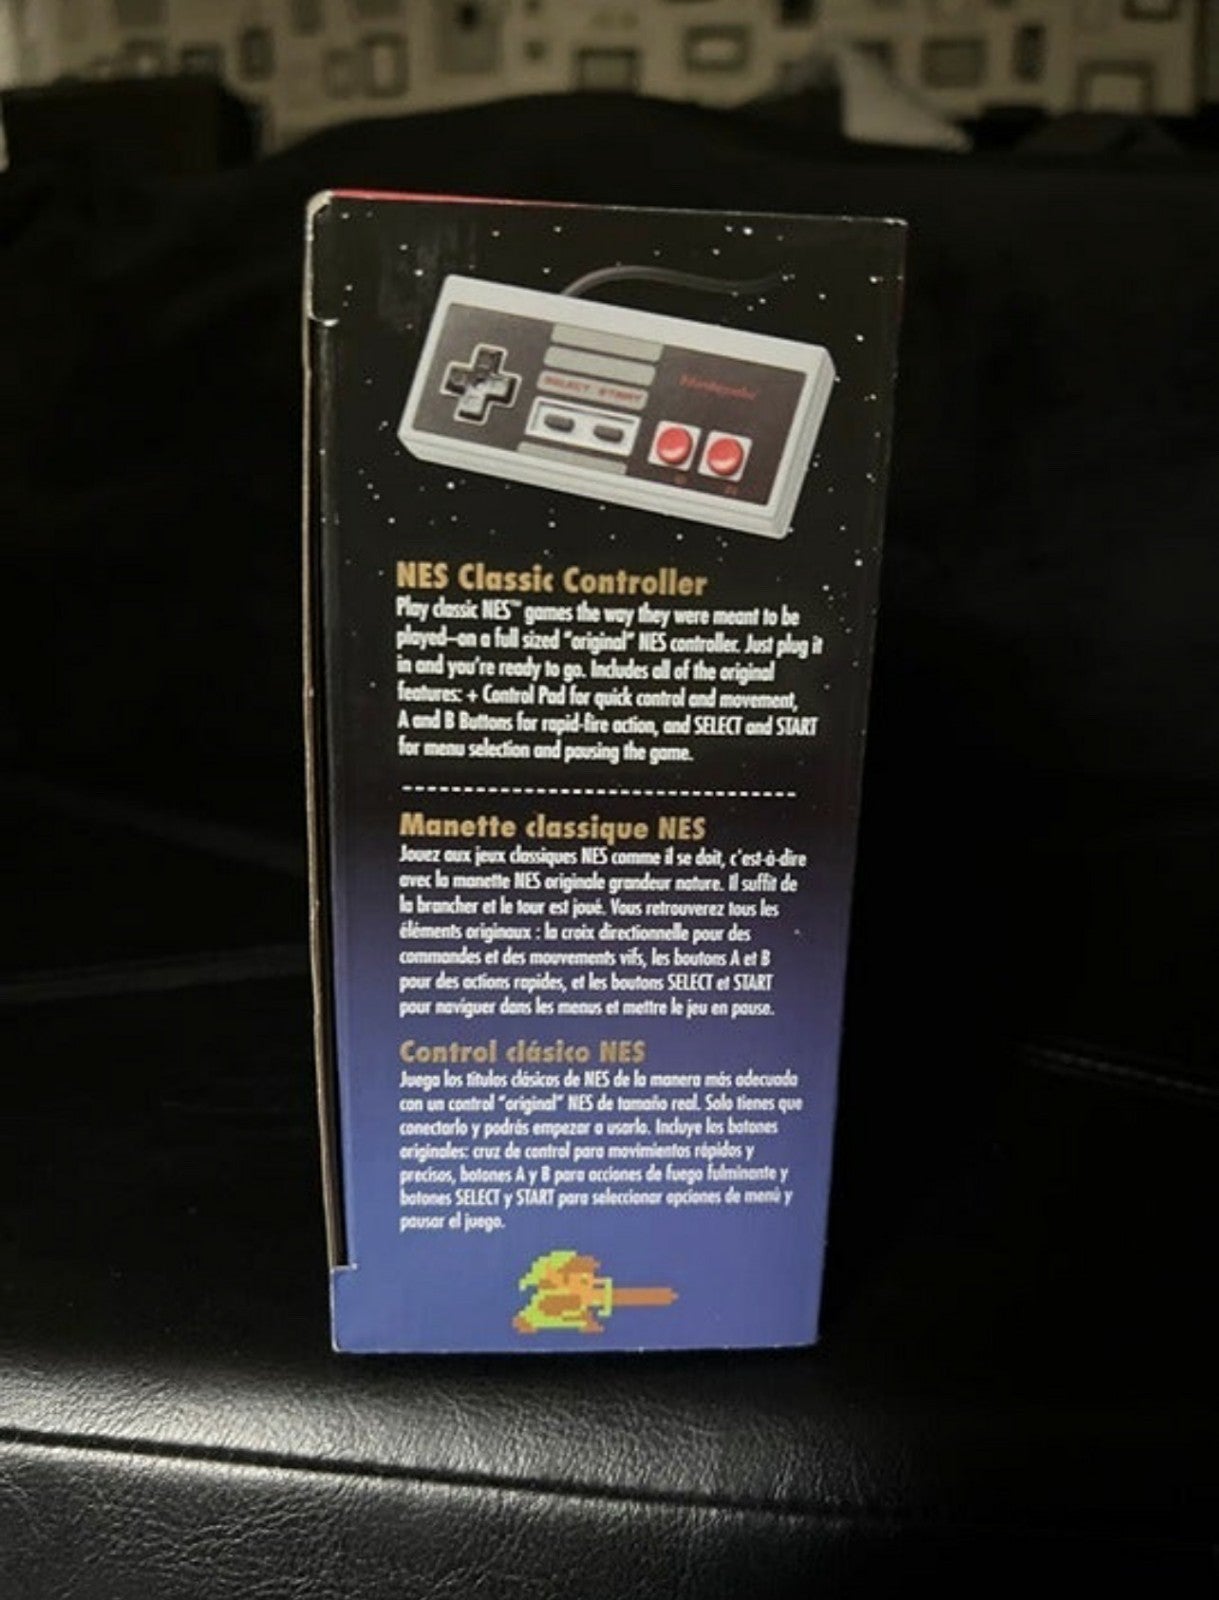 SELECT START
Nintendo
NES Classic Controller
Play classic NES™ games the way they were meant to be
played—on a full sized "original" NES controller. Just plug it
in and you're ready to go. Includes all of the original
features: + Control Pad for quick control and movement,
A and B Buttons for rapid-fire action, and SELECT and START
for menu selection and pausing the game.
Manette classique NES
Jouez aux jeux classiques NES comme il se doit, c'est-à-dire
avec la manette NES originale grandeur nature. Il suffit de
la brancher et le tour est joué. Vous retrouverez tous les
éléments originaux : la croix directionnelle pour des
commandes et des mouvements vifs, les boutons A et B
pour des actions rapides, et les boutons SELECT et START
pour naviguer dans les menus et mettre le jeu en pause.
Control clásico NES
Juega los títulos clásicos de NES de la manera más adecuada
con un control "original" NES de tamaño real. Solo tienes que
conectarlo y podrás empezar a usarlo. Incluye los botones
originales: cruz de control para movimientos rápidos y
precisos, botones A y B para acciones de fuego fulminante y
botones SELECT y START para seleccionar opciones de menú y
pausar el juego.